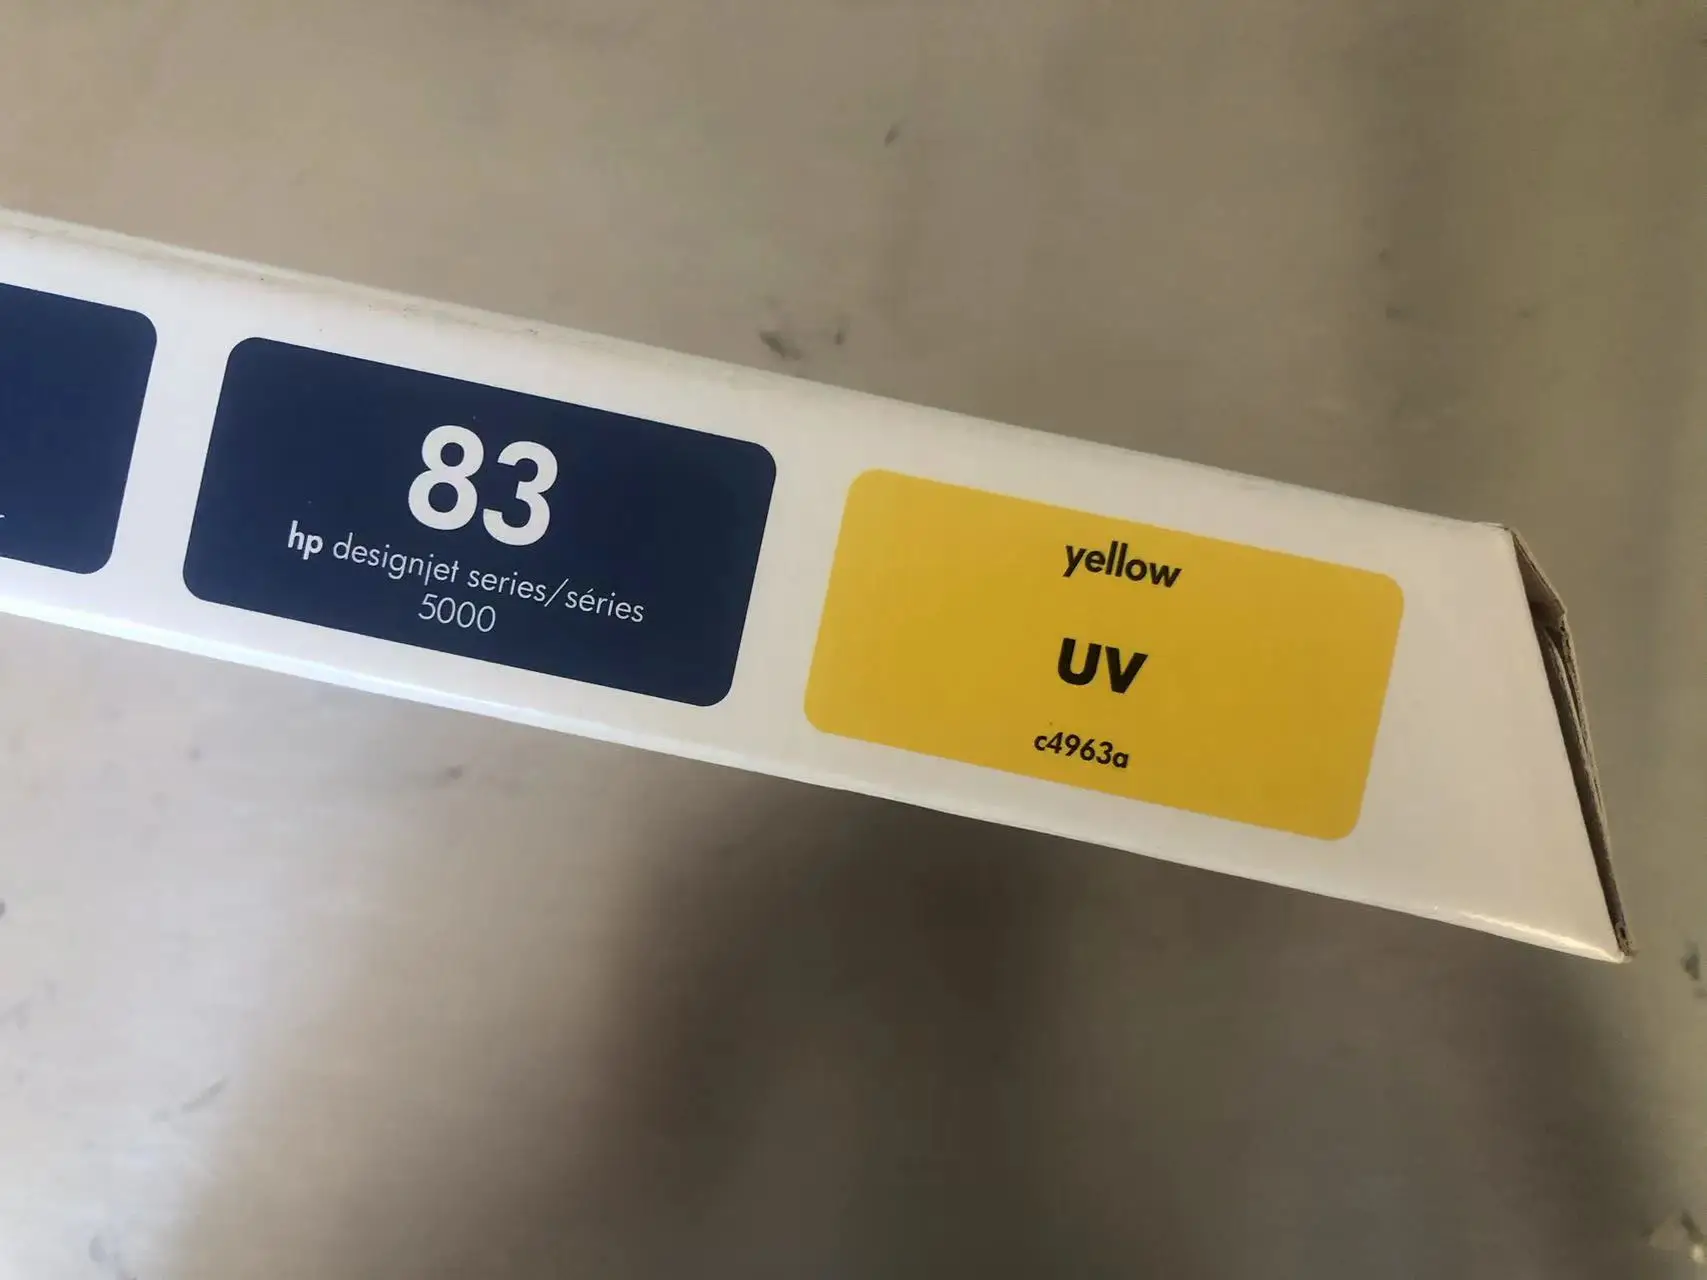 83
hp designjet series/séries
5000
yellow
UV
c4963a